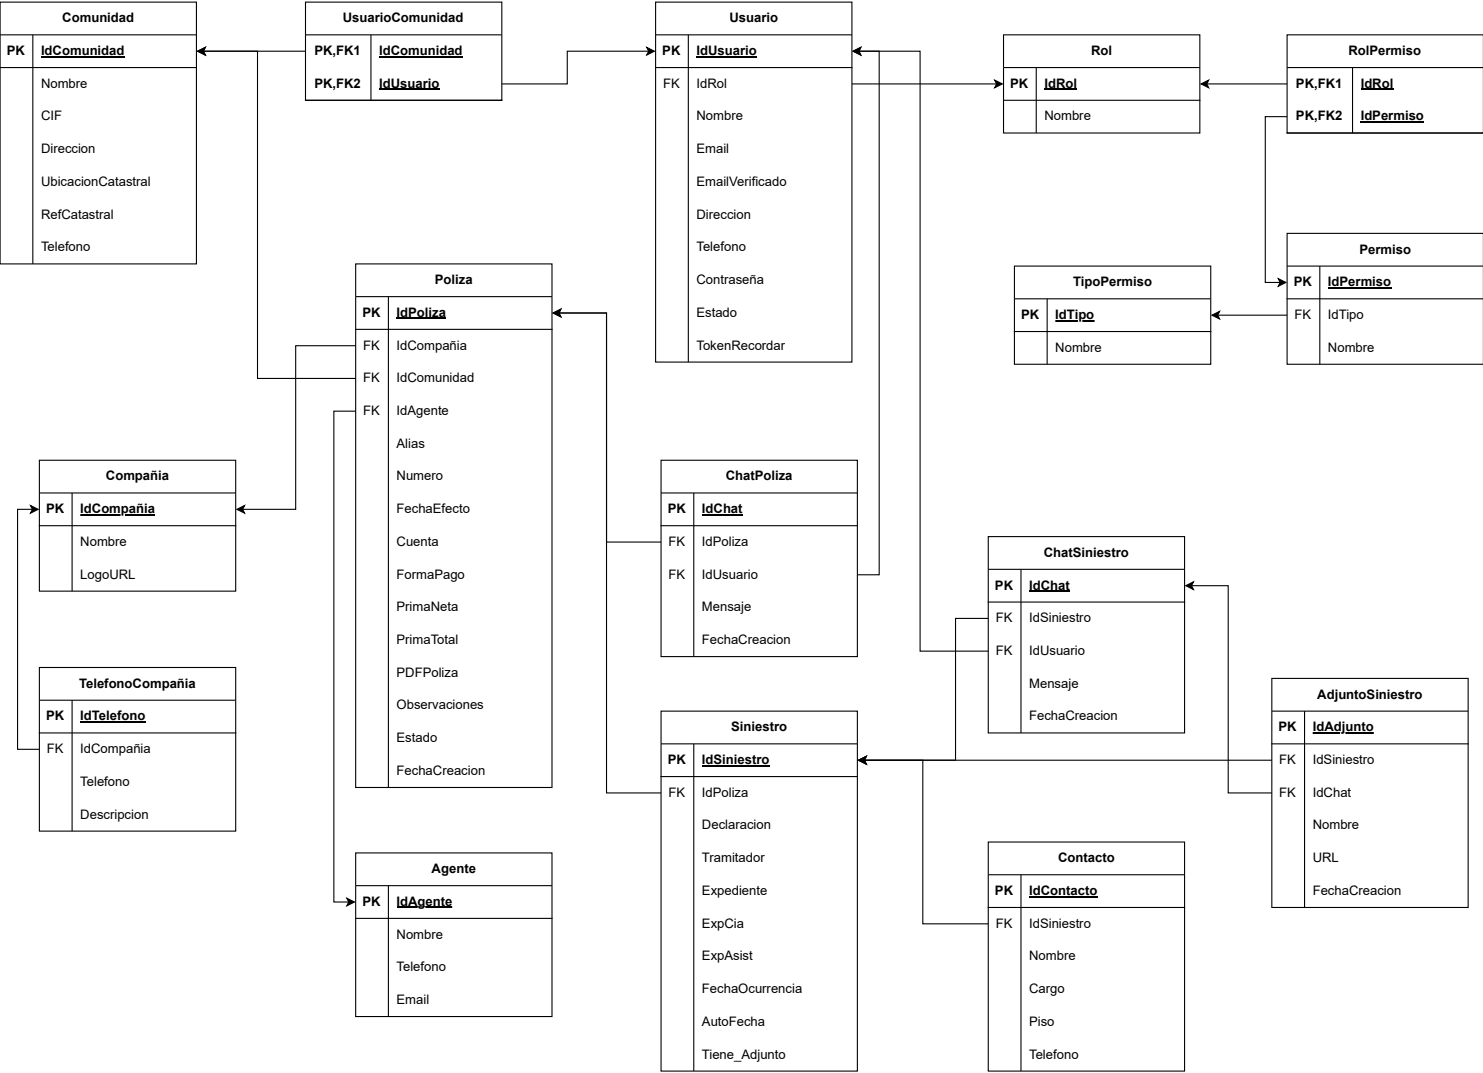 Comunidad
PK IdComunidad
Nombre
CIF
Direccion
UbicacionCatastral
RefCatastral
Telefono
UsuarioComunidad
PK,FK1 IdComunidad
PK,FK2 IdUsuario
Usuario
PK IdUsuario
FK IdRol
Nombre
Email
EmailVerificado
Direccion
Telefono
Contraseña
Estado
TokenRecordar
Rol
PK IdRol
Nombre
RolPermiso
PK,FK1 IdRol
PK,FK2 IdPermiso
TipoPermiso
PK IdTipo
Nombre
Permiso
PK IdPermiso
FK IdTipo
Nombre
Poliza
PK IdPoliza
FK IdCompañia
FK IdComunidad
FK IdAgente
Alias
Numero
FechaEfecto
Cuenta
FormaPago
PrimaNeta
PrimaTotal
PDFPoliza
Observaciones
Estado
FechaCreacion
Compañia
PK IdCompañia
Nombre
LogoURL
TelefonoCompañia
PK IdTelefono
FK IdCompañia
Telefono
Descripcion
Agente
PK IdAgente
Nombre
Telefono
Email
ChatPoliza
PK IdChat
FK IdPoliza
FK IdUsuario
Mensaje
FechaCreacion
Siniestro
PK IdSiniestro
FK IdPoliza
Declaracion
Tramitador
Expediente
ExpCia
ExpAsist
FechaOcurrencia
AutoFecha
Tiene_Adjunto
ChatSiniestro
PK IdChat
FK IdSiniestro
FK IdUsuario
Mensaje
FechaCreacion
Contacto
PK IdContacto
FK IdSiniestro
Nombre
Cargo
Piso
Telefono
AdjuntoSiniestro
PK IdAdjunto
FK IdSiniestro
FK IdChat
Nombre
URL
FechaCreacion